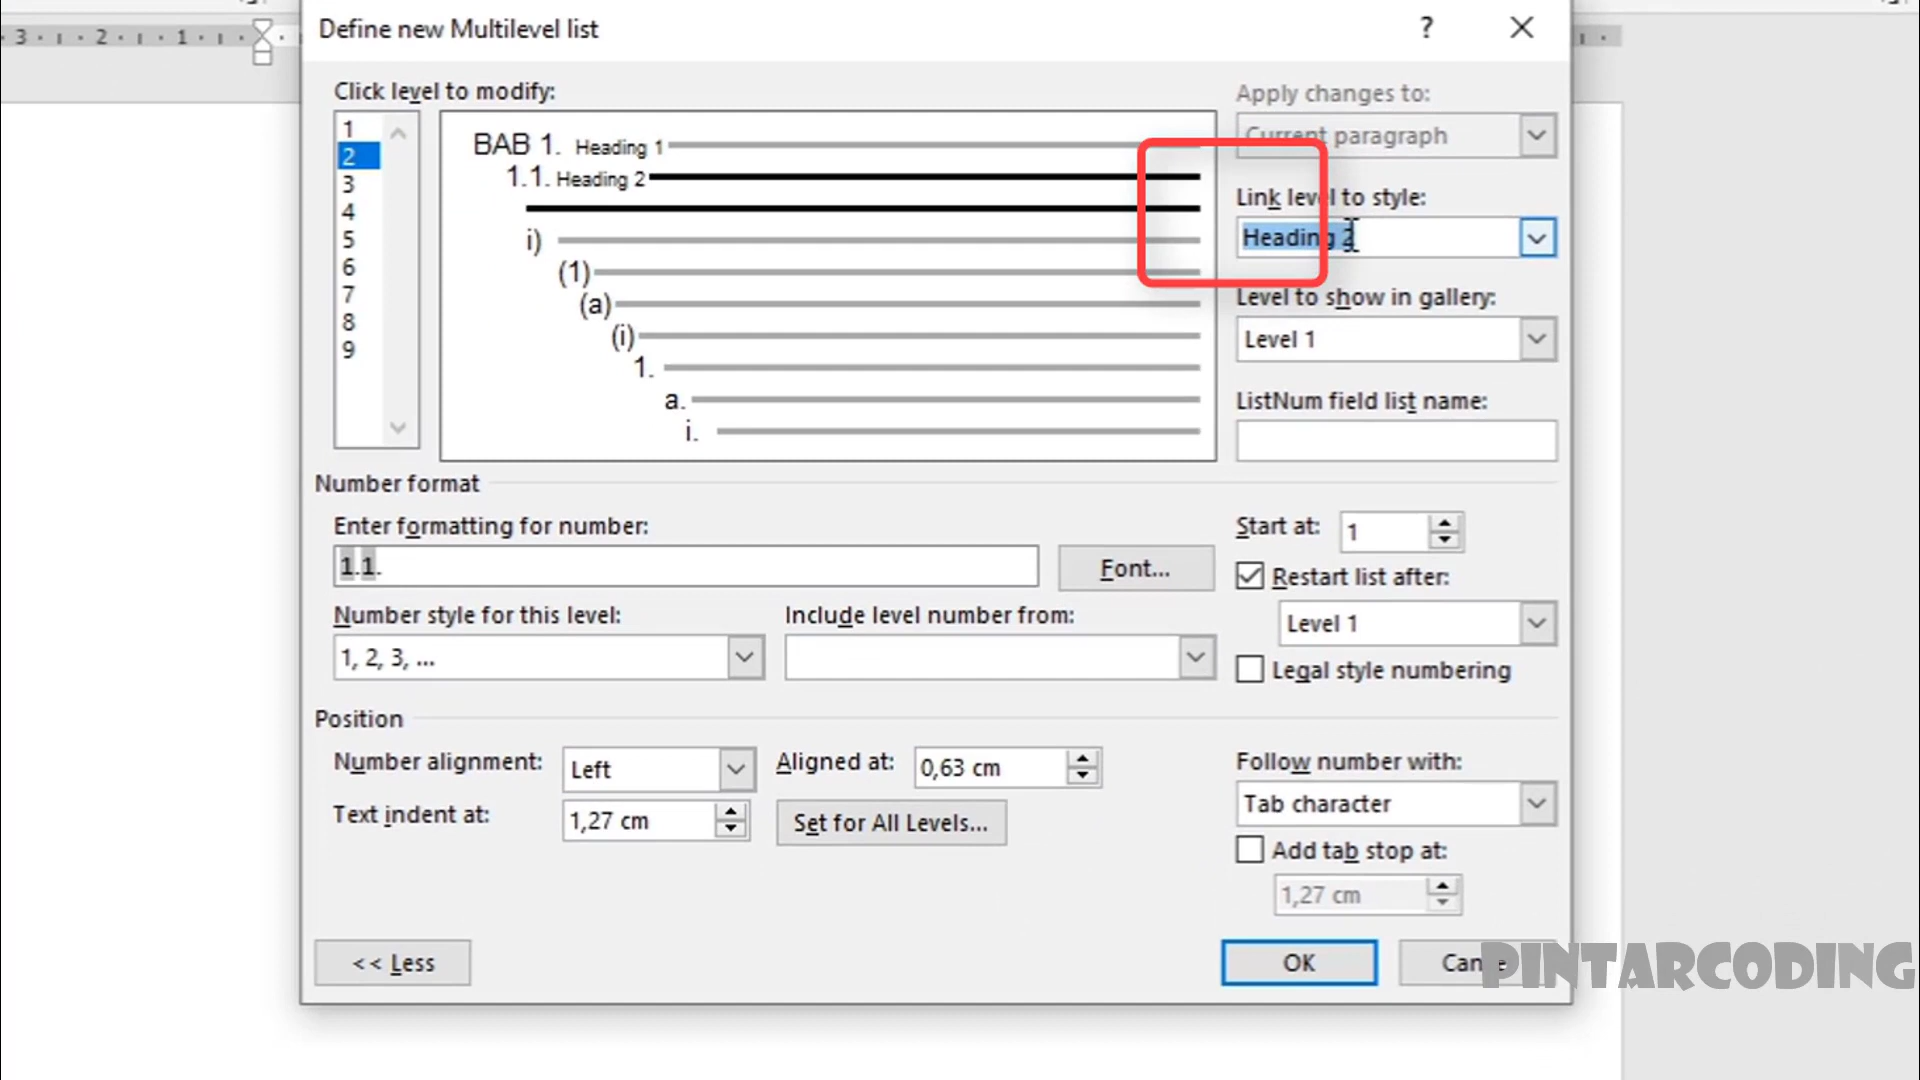 3 · ı · 2 · ı · 1 · ı ·
Define new Multilevel list
?
Click level to modify:
1
2
3
4
5
6
7
8
9
BAB 1. Heading 1
1.1. Heading 2
i)
(1)
(a)
(i)
1.
a.
i.
Apply changes to:
Current paragraph
Link level to style:
Heading 2
Level to show in gallery:
Level 1
ListNum field list name:
Number format
Enter formatting for number:
1.1.
Font...
Start at: 1
Restart list after:
Level 1
Legal style numbering
Number style for this level:
1, 2, 3, ...
Include level number from:
Position
Number alignment: Left
Aligned at: 0,63 cm
Text indent at: 1,27 cm
Set for All Levels...
Follow number with:
Tab character
Add tab stop at:
1,27 cm
<< Less
OK
Cance
PINTARCODING